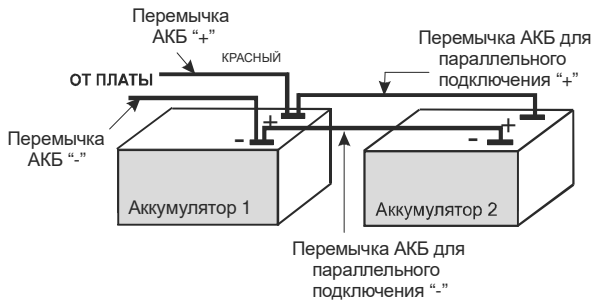 Перемычка
АКБ “+”
КРАСНЫЙ
Перемычка АКБ для
параллельного
подключения “+”
ОТ ПЛАТЫ
Перемычка
АКБ “-”
+
-
+
-
Аккумулятор 1
Аккумулятор 2
Перемычка АКБ для
параллельного
подключения “-”